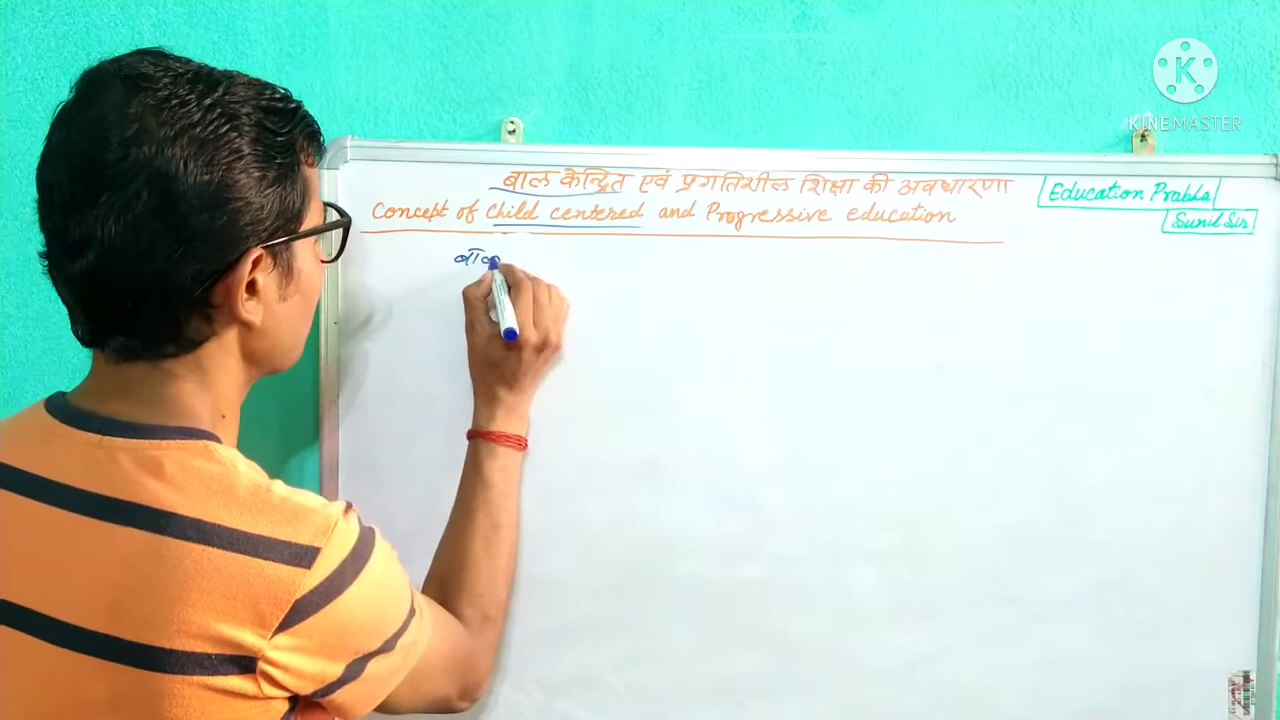 बाल केन्द्रित एवं प्रगतिशील शिक्षा की अवधारणा
Concept of Child centered and Progressive education
Education Prabha
Sunil Sir
K
KINEMASTER